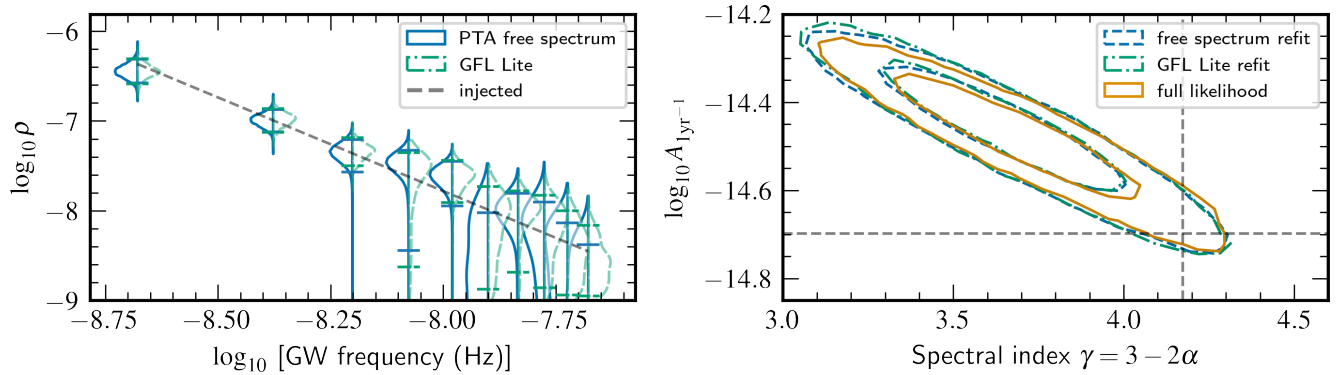 −6
−7
−8
−9
log₁₀ ρ
−8.75
−8.50
−8.25
−8.00
−7.75
log₁₀ [GW frequency (Hz)]
PTA free spectrum
GFL Lite
injected
−14.2
−14.4
−14.6
−14.8
log₁₀ A₁yr⁻¹
3.0
3.5
4.0
4.5
Spectral index γ = 3 − 2α
free spectrum refit
GFL Lite refit
full likelihood